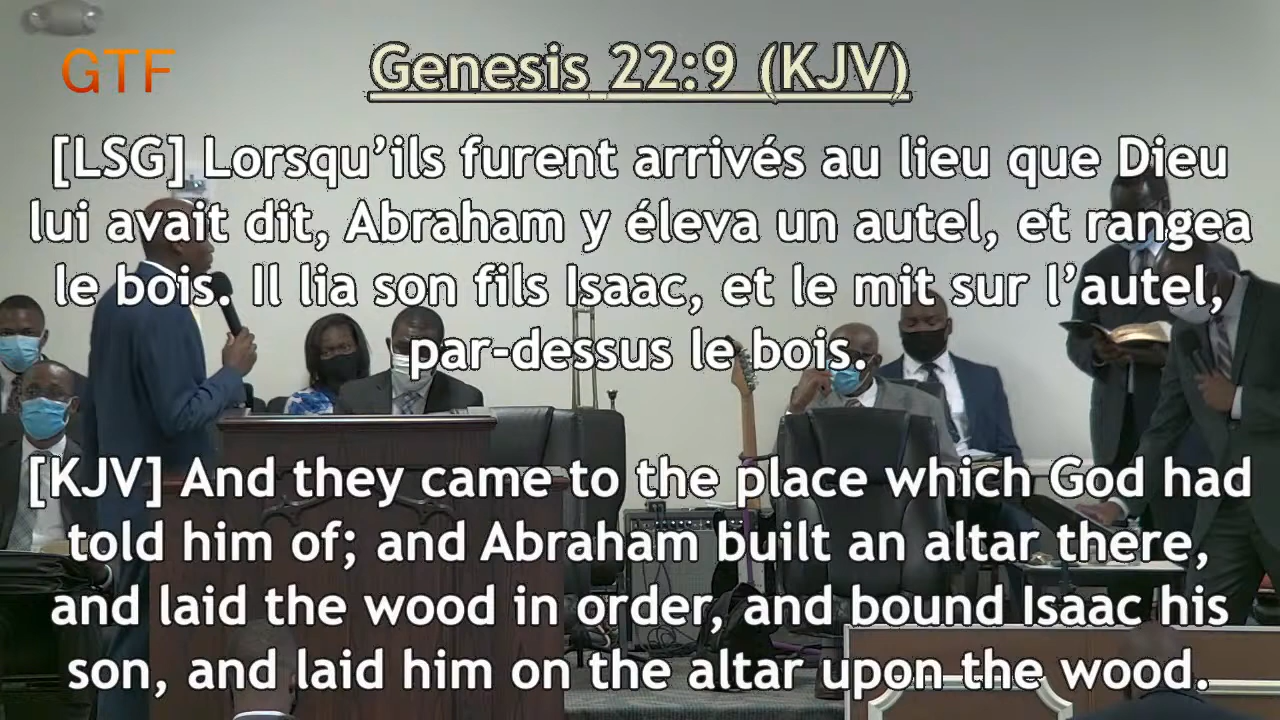 GTF
Genesis 22:9 (KJV)
[LSG] Lorsqu’ils furent arrivés au lieu que Dieu
lui avait dit, Abraham y éleva un autel, et rangea
le bois. Il lia son fils Isaac, et le mit sur l’autel,
par-dessus le bois.
[KJV] And they came to the place which God had
told him of; and Abraham built an altar there,
and laid the wood in order, and bound Isaac his
son, and laid him on the altar upon the wood.